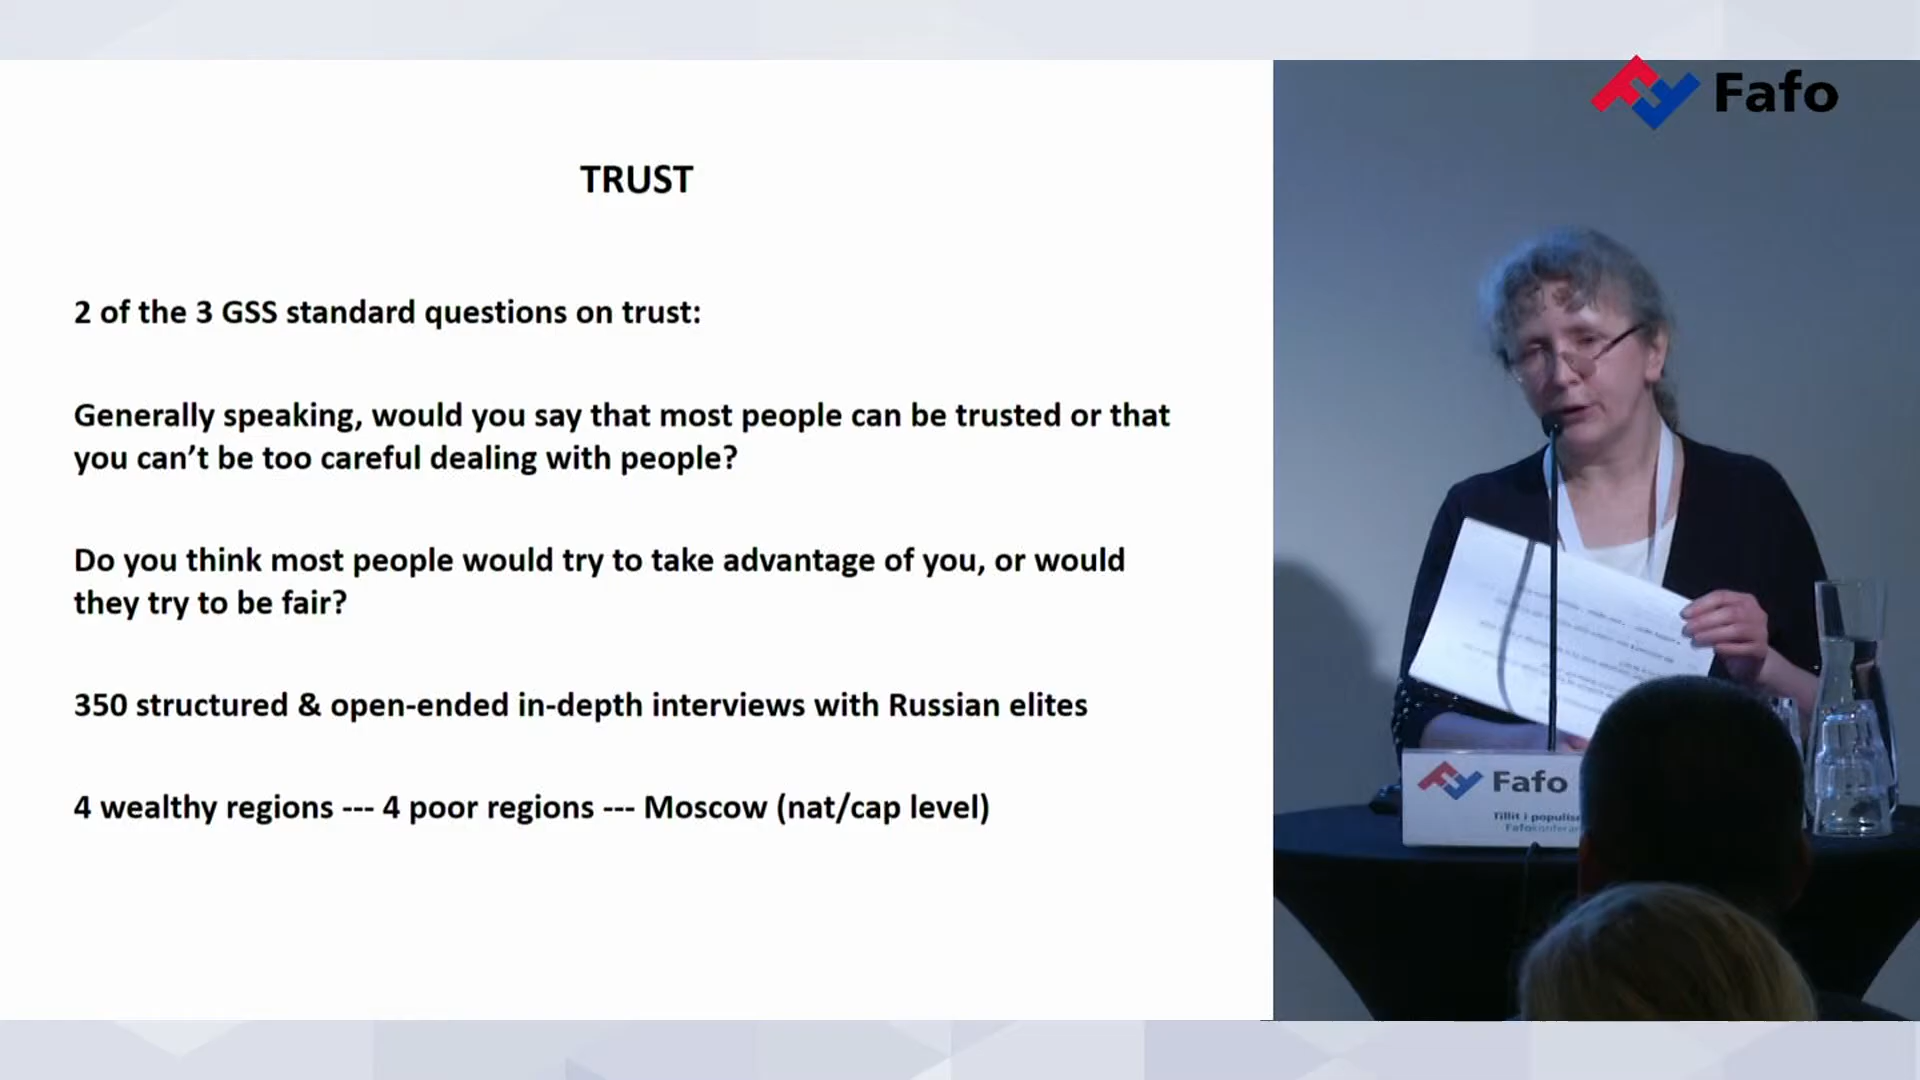 Fafo
TRUST
2 of the 3 GSS standard questions on trust:
Generally speaking, would you say that most people can be trusted or that
you can’t be too careful dealing with people?
Do you think most people would try to take advantage of you, or would
they try to be fair?
350 structured & open-ended in-depth interviews with Russian elites
4 wealthy regions --- 4 poor regions --- Moscow (nat/cap level)
Fafo
Tillit i